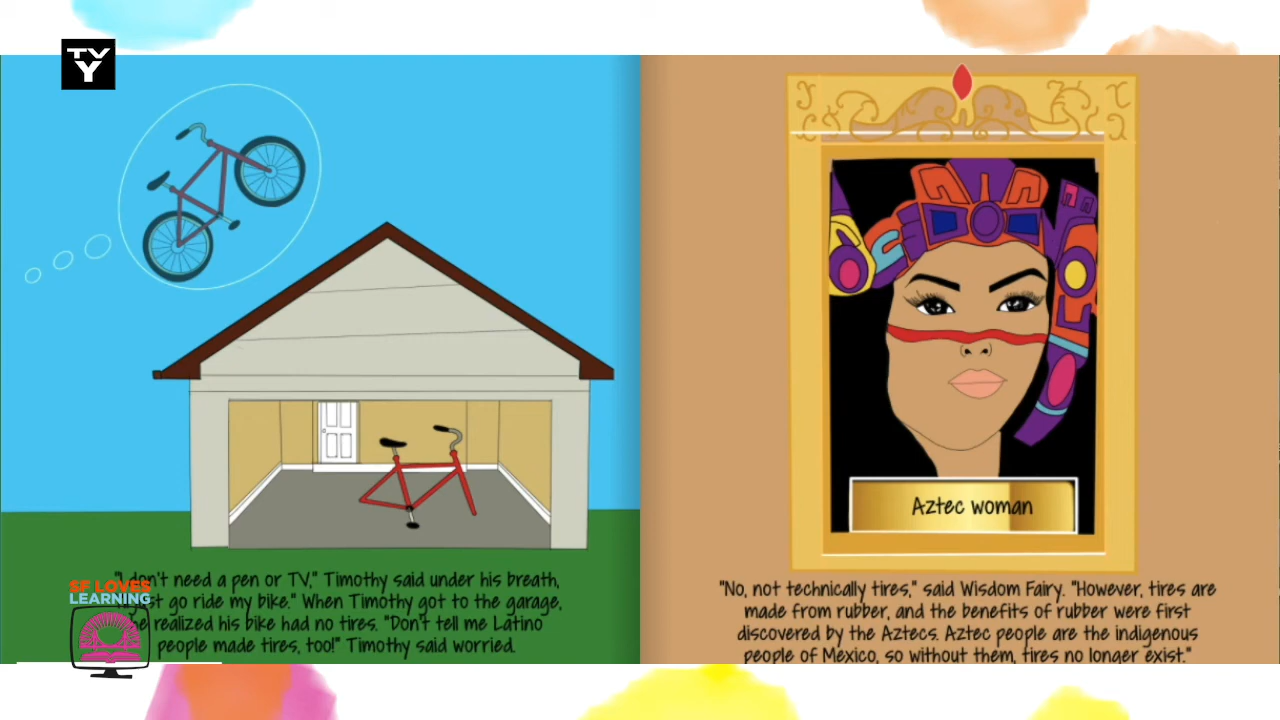 TV
Y
"I don't need a pen or TV," Timothy said under his breath,
go ride my bike." When Timothy got to the garage,
he realized his bike had no tires. "Don't tell me Latino
people made tires, too!" Timothy said worried.
SF LOVES
LEARNING
Aztec woman
"No, not technically tires," said Wisdom Fairy. "However, tires are
made from rubber, and the benefits of rubber were first
discovered by the Aztecs. Aztec people are the indigenous
people of Mexico, so without them, tires no longer exist."